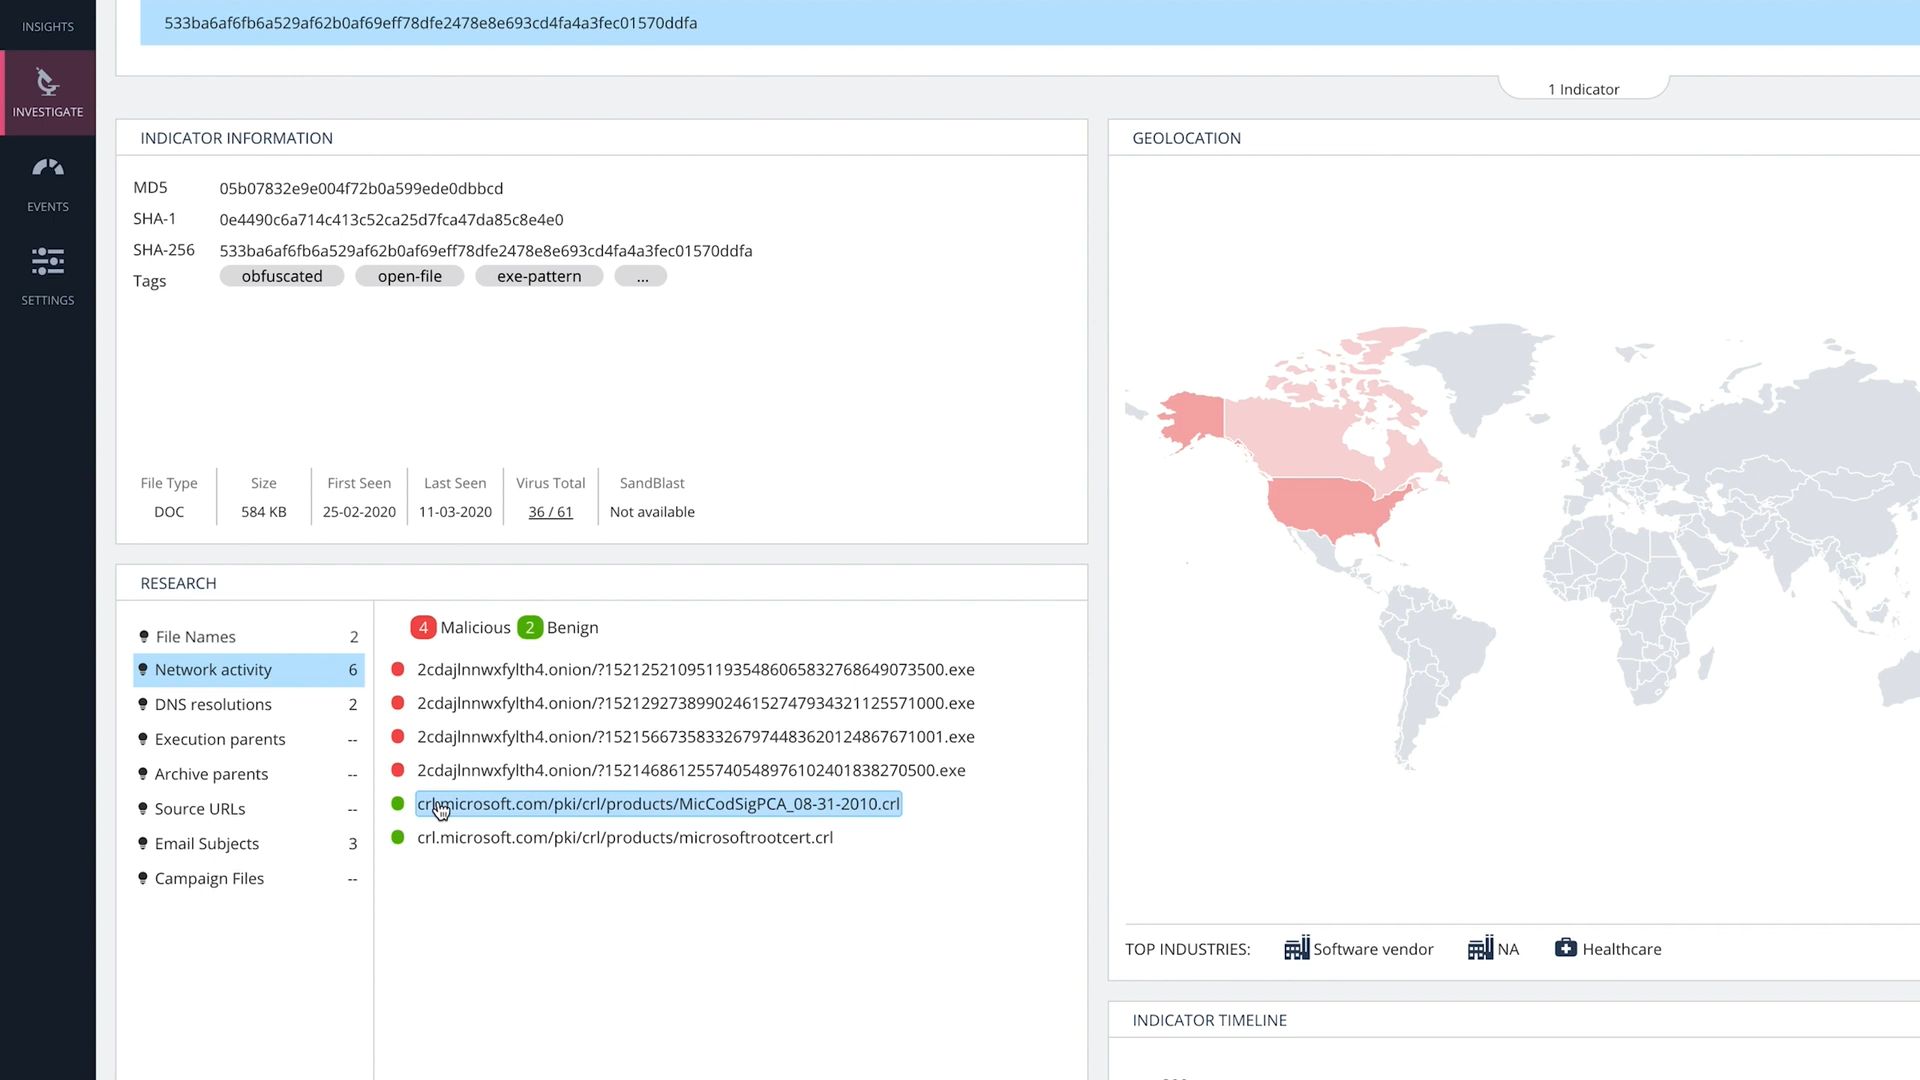 INSIGHTS
INVESTIGATE
EVENTS
SETTINGS
533ba6af6fb6a529af62b0af69eff78dfe2478e8e693cd4fa4a3fec01570ddfa
1 Indicator
INDICATOR INFORMATION
MD5 05b07832e9e004f72b0a599ede0dbbcd
SHA-1 0e4490c6a714c413c52ca25d7fca47da85c8e4e0
SHA-256 533ba6af6fb6a529af62b0af69eff78dfe2478e8e693cd4fa4a3fec01570ddfa
Tags obfuscated open-file exe-pattern ...
File Type Size First Seen Last Seen Virus Total SandBlast
DOC 584 KB 25-02-2020 11-03-2020 36 / 61 Not available
RESEARCH
File Names 2
Network activity 6
DNS resolutions 2
Execution parents --
Archive parents --
Source URLs --
Email Subjects 3
Campaign Files --
4 Malicious 2 Benign
2cdajlnnwxfylth4.onion/?15212521095119354860658327686490735​00.exe
2cdajlnnwxfylth4.onion/?1521292738990246152747934321125571000.exe
2cdajlnnwxfylth4.onion/?1521566735833267974483620124867671001.exe
2cdajlnnwxfylth4.onion/?152146861255740548976102401838270500.exe
crl.microsoft.com/pki/crl/products/MicCodSigPCA_08-31-2010.crl
crl.microsoft.com/pki/crl/products/microsoftrootcert.crl
GEOLOCATION
TOP INDUSTRIES: Software vendor NA Healthcare
INDICATOR TIMELINE